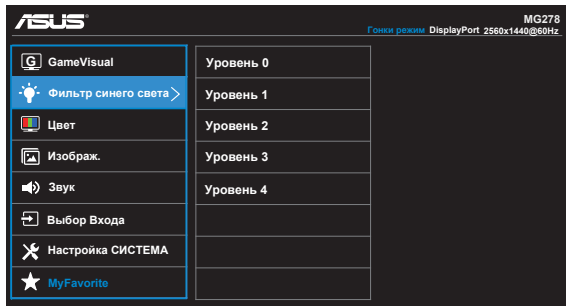 ASUS
MG278
Гонки режим DisplayPort 2560x1440@60Hz
G GameVisual
Фильтр синего света
Цвет
Изображ.
Звук
Выбор Входа
Настройка СИСТЕМА
MyFavorite
Уровень 0
Уровень 1
Уровень 2
Уровень 3
Уровень 4